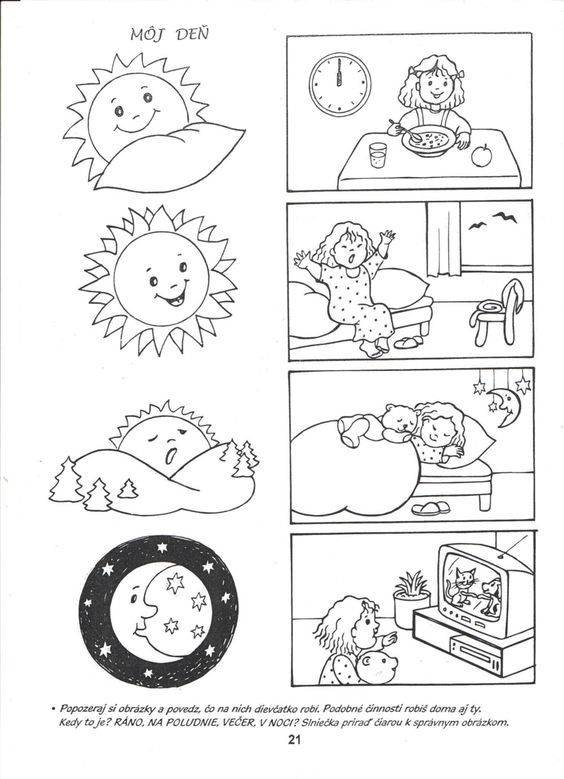 MÔJ DEŇ
• Popozeraj si obrázky a povedz, čo na nich dievčatko robí. Podobné činnosti robíš doma aj ty.
Kedy to je? RÁNO, NA POLUDNIE, VEČER, V NOCI? Slniečka priraď čiarou k správnym obrázkom.
21